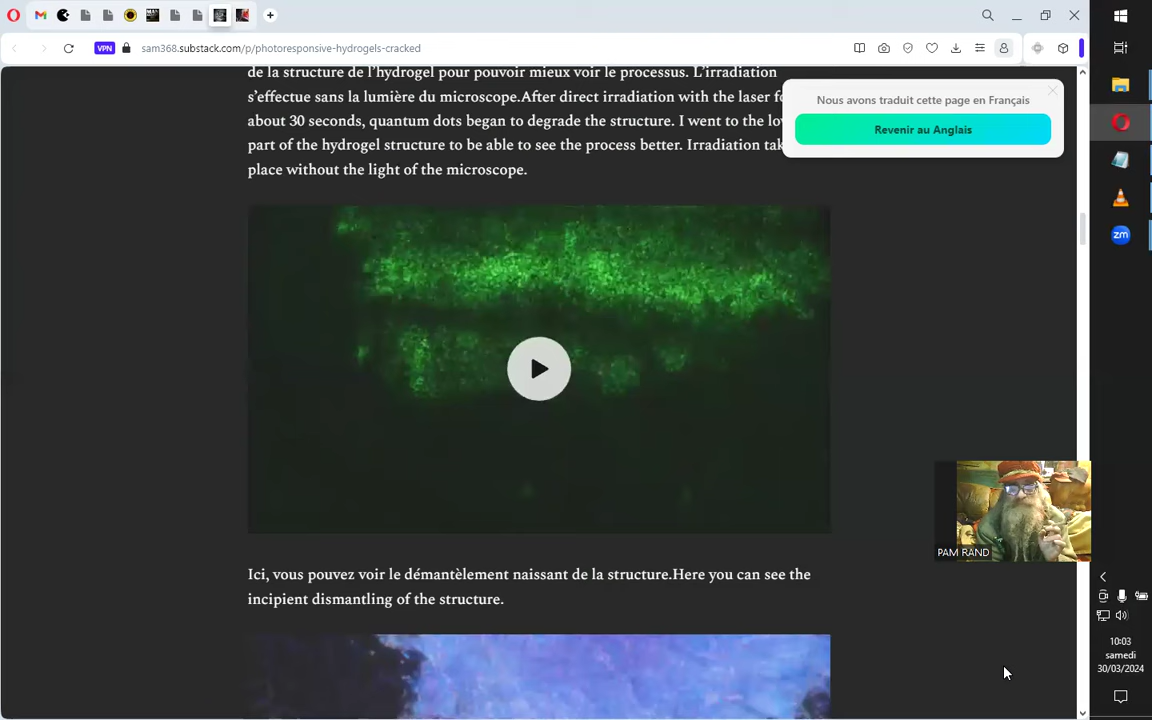 VPN
sam368.substack.com/p/photoresponsive-hydrogels-cracked
de la structure de l'hydrogel pour pouvoir mieux voir le processus. L'irradiation
s'effectue sans la lumière du microscope.After direct irradiation with the laser fo
about 30 seconds, quantum dots began to degrade the structure. I went to the lo
part of the hydrogel structure to be able to see the process better. Irradiation tak
place without the light of the microscope.
Nous avons traduit cette page en Français
Revenir au Anglais
zm
PAM RAND
Ici, vous pouvez voir le démantèlement naissant de la structure.Here you can see the
incipient dismantling of the structure.
10:03
samedi
30/03/2024